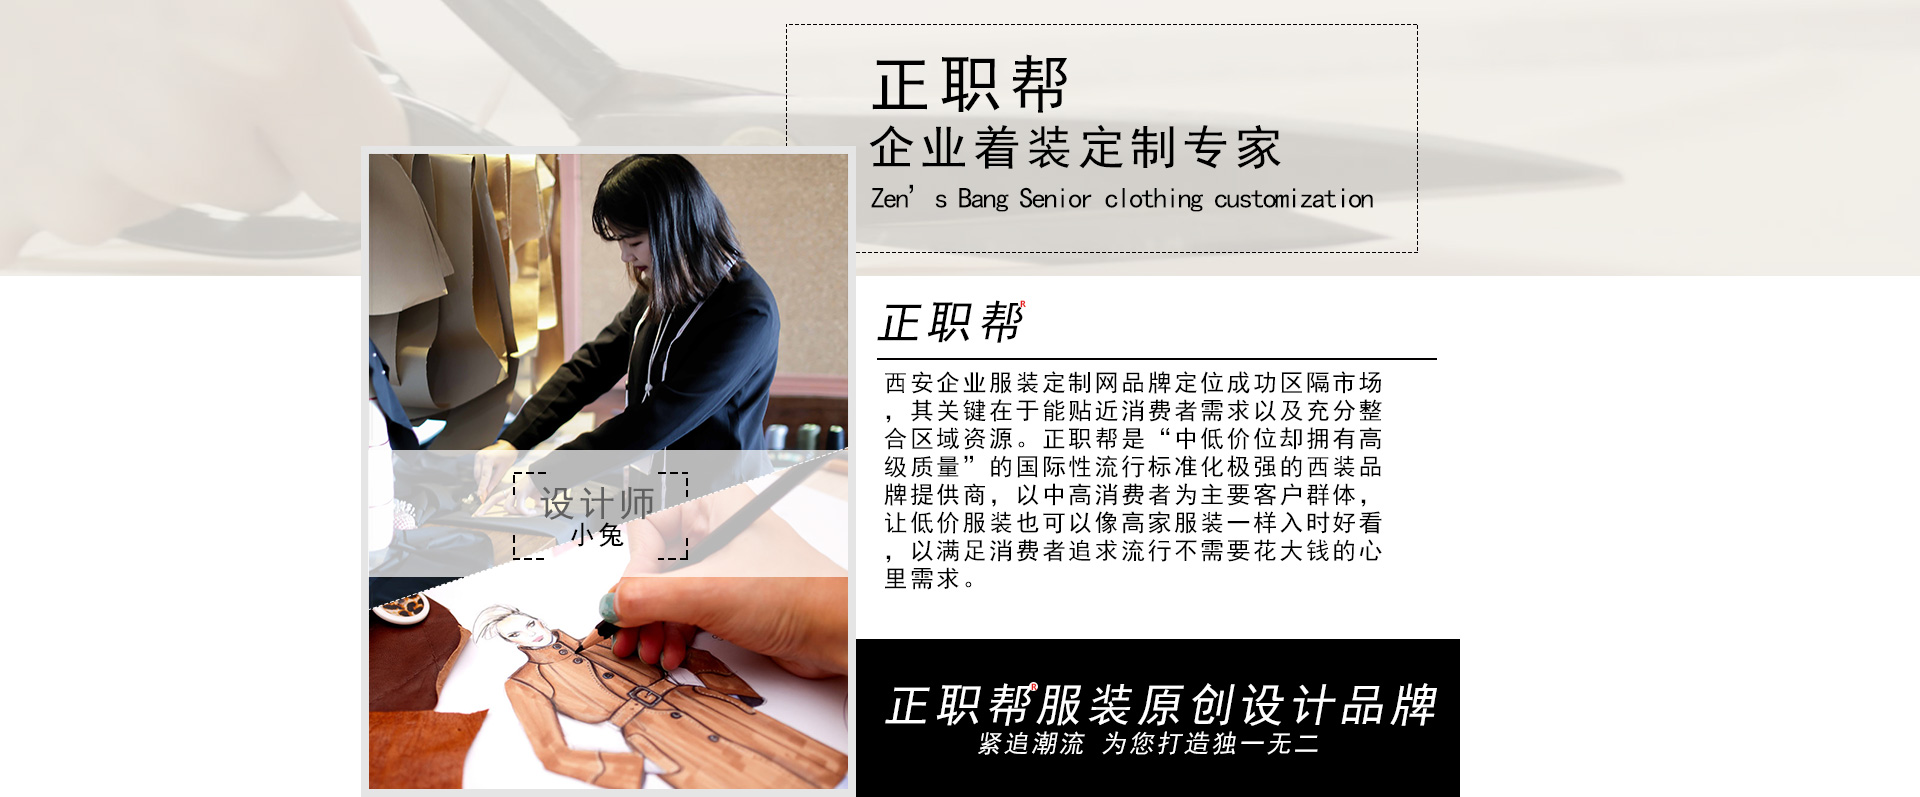 正职帮
企业着装定制专家
Zen's Bang Senior clothing customization
正职帮R
西安企业服装定制网品牌定位成功区隔市场
，其关键在于能贴近消费者需求以及充分整
合区域资源。正职帮是“中低价位却拥有高
级质量”的国际性流行标准化极强的西装品
牌提供商，以中高消费者为主要客户群体，
让低价服装也可以像高家服装一样入时好看
，以满足消费者追求流行不需要花大钱的心
里需求。
设计师
小兔
正职帮R服装原创设计品牌
紧追潮流 为您打造独一无二